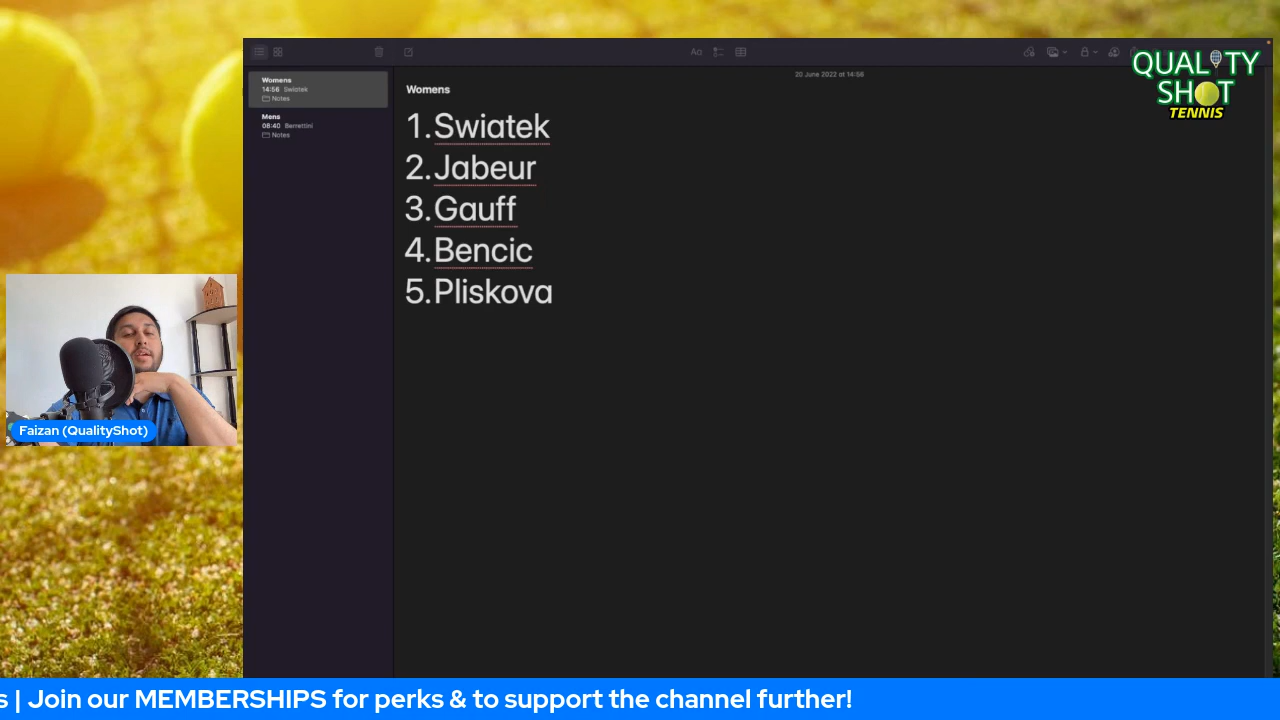 Womens
14:56 Swiatek
Notes
Mens
08:40 Berrettini
Notes
Aa
20 June 2022 at 14:56
Womens
1. Swiatek
2. Jabeur
3. Gauff
4. Bencic
5. Pliskova
QUALITY
SHOT
TENNIS
Faizan (QualityShot)
s | Join our MEMBERSHIPS for perks & to support the channel further!